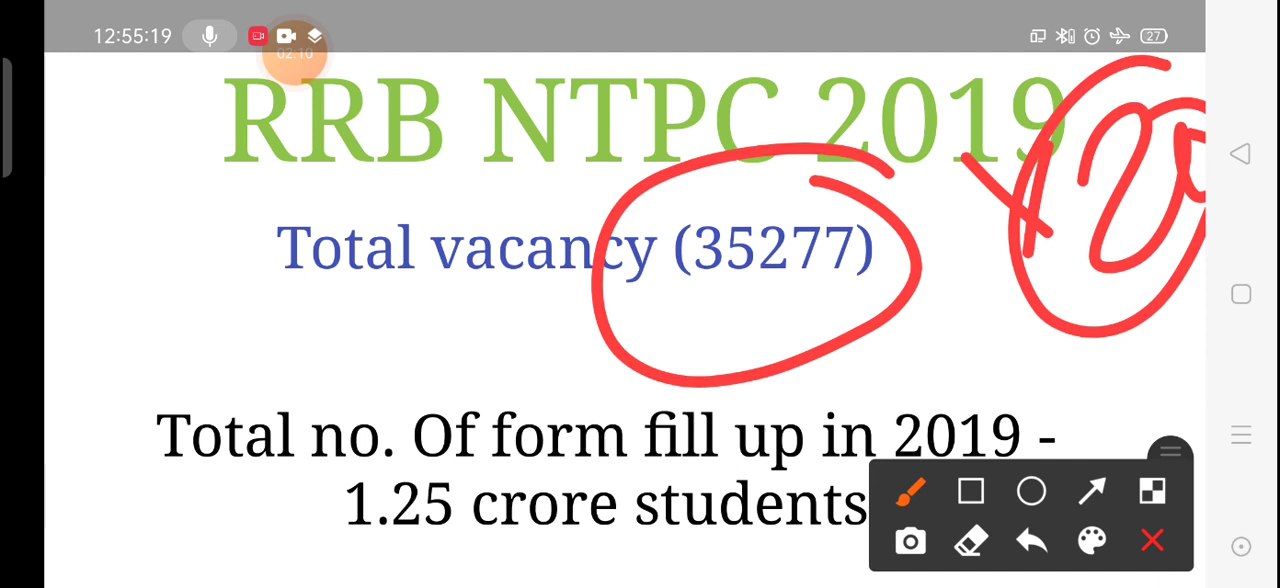 12:55:19
27
02:10
RRB NTPC 2019
Total vacancy (35277)
Total no. Of form fill up in 2019 -
1.25 crore students